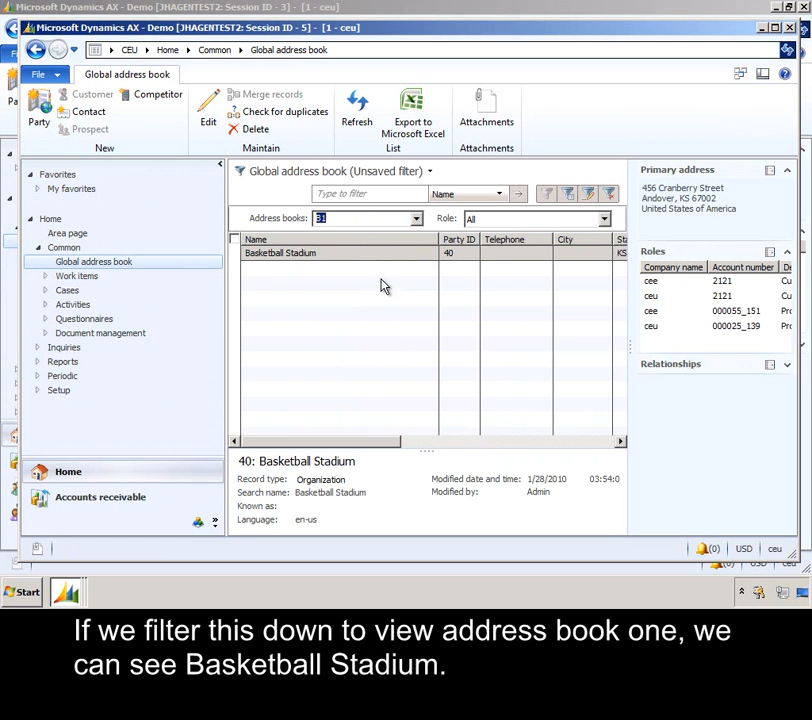 Microsoft Dynamics AX - Demo [JHAGENTEST2: Session ID - 3] - [1 - ceu]
Microsoft Dynamics AX - Demo [JHAGENTEST2: Session ID - 5] - [1 - ceu]
CEU Home Common Global address book
File Global address book
Party
Customer
Contact
Prospect
Competitor
New
Edit
Merge records
Check for duplicates
Delete
Maintain
Refresh
Export to
Microsoft Excel
List
Attachments
Attachments
Favorites
My favorites
Home
Area page
Common
Global address book
Work items
Cases
Activities
Questionnaires
Document management
Inquiries
Reports
Periodic
Setup
Home
Accounts receivable
Global address book (Unsaved filter)
Type to filter Name
Address books: B1 Role: All
Name Party ID Telephone City Sta
Basketball Stadium 40 KS
40: Basketball Stadium
Record type: Organization
Search name: Basketball Stadium
Known as:
Language: en-us
Modified date and time: 1/28/2010 03:54:0
Modified by: Admin
Primary address
456 Cranberry Street
Andover, KS 67002
United States of America
Roles
Company name Account number De
cee 2121 Cu
ceu 2121 Cu
cee 000055_151 Pro
ceu 000025_139 Pro
Relationships
(0) USD ceu
Start
If we filter this down to view address book one, we
can see Basketball Stadium.